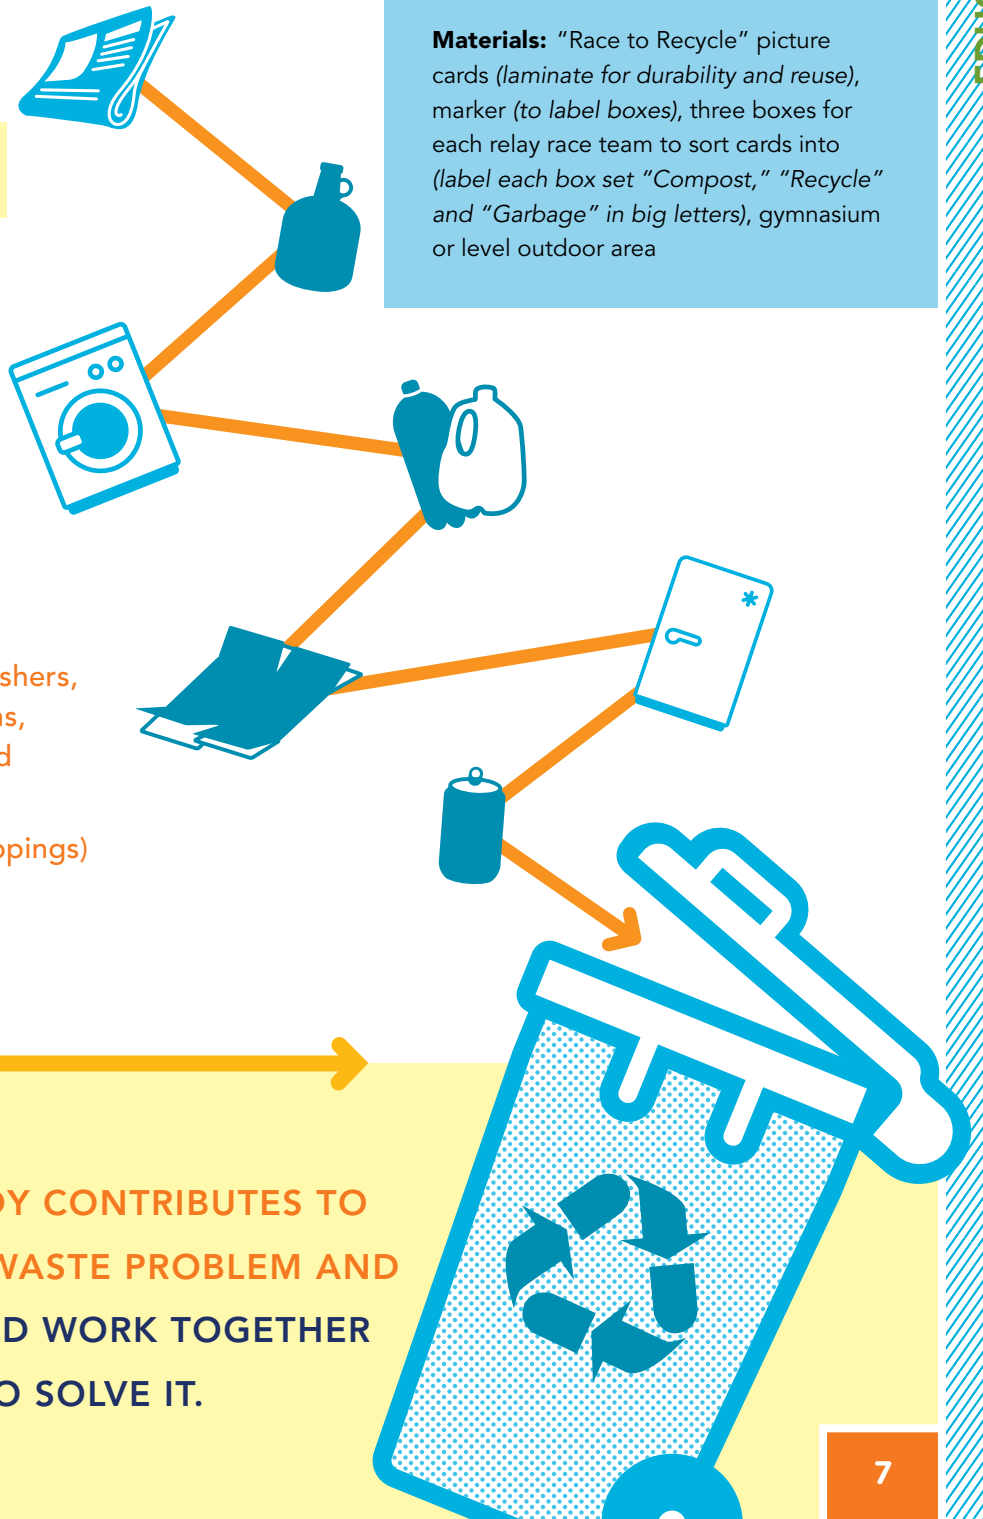 Materials: “Race to Recycle” picture
cards (laminate for durability and reuse),
marker (to label boxes), three boxes for
each relay race team to sort cards into
(label each box set “Compost,” “Recycle”
and “Garbage” in big letters), gymnasium
or level outdoor area
shers,
s,
d
ppings)
Y CONTRIBUTES TO
WASTE PROBLEM AND
D WORK TOGETHER
O SOLVE IT.
7